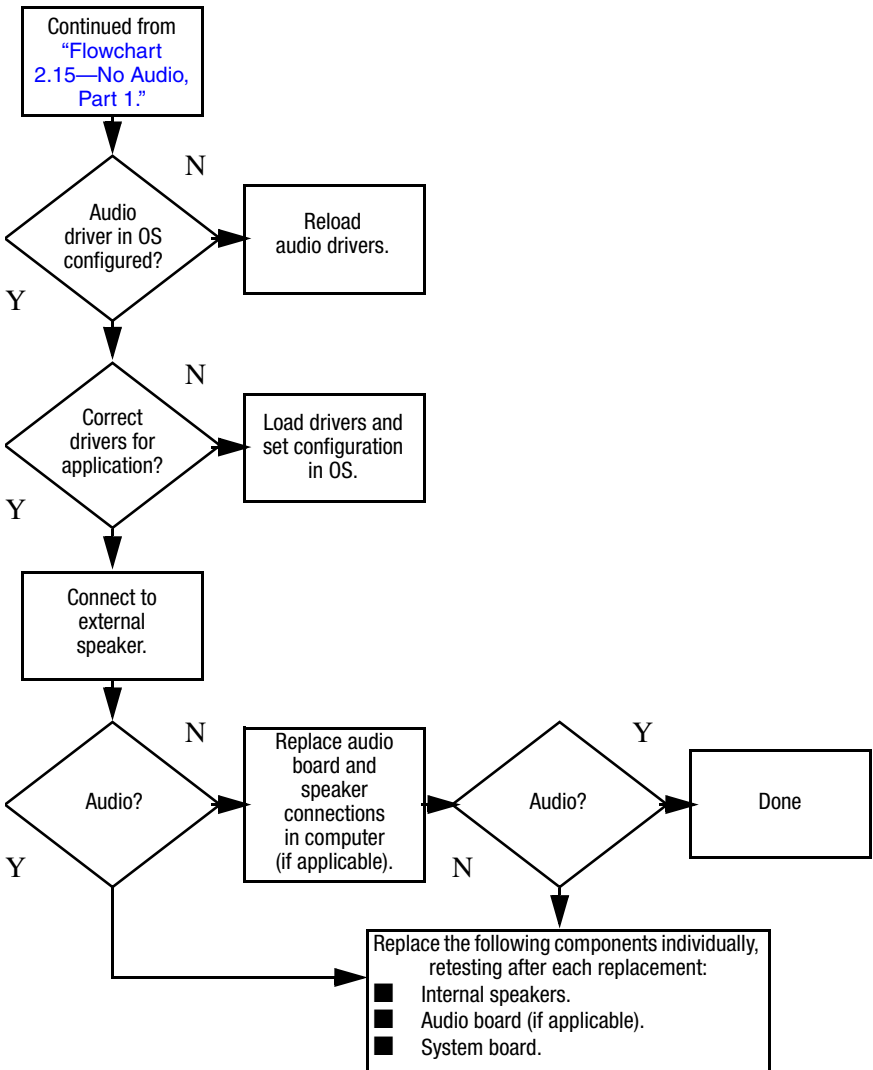 Continued from
“Flowchart
2.15—No Audio,
Part 1.”
N
Audio
driver in OS
configured?
Reload
audio drivers.
Y
N
Correct
drivers for
application?
Load drivers and
set configuration
in OS.
Y
Connect to
external
speaker.
N
Audio?
Replace audio
board and
speaker
connections
in computer
(if applicable).
Y
Audio?
Y
Done
N
Replace the following components individually,
retesting after each replacement:
■ Internal speakers.
■ Audio board (if applicable).
■ System board.